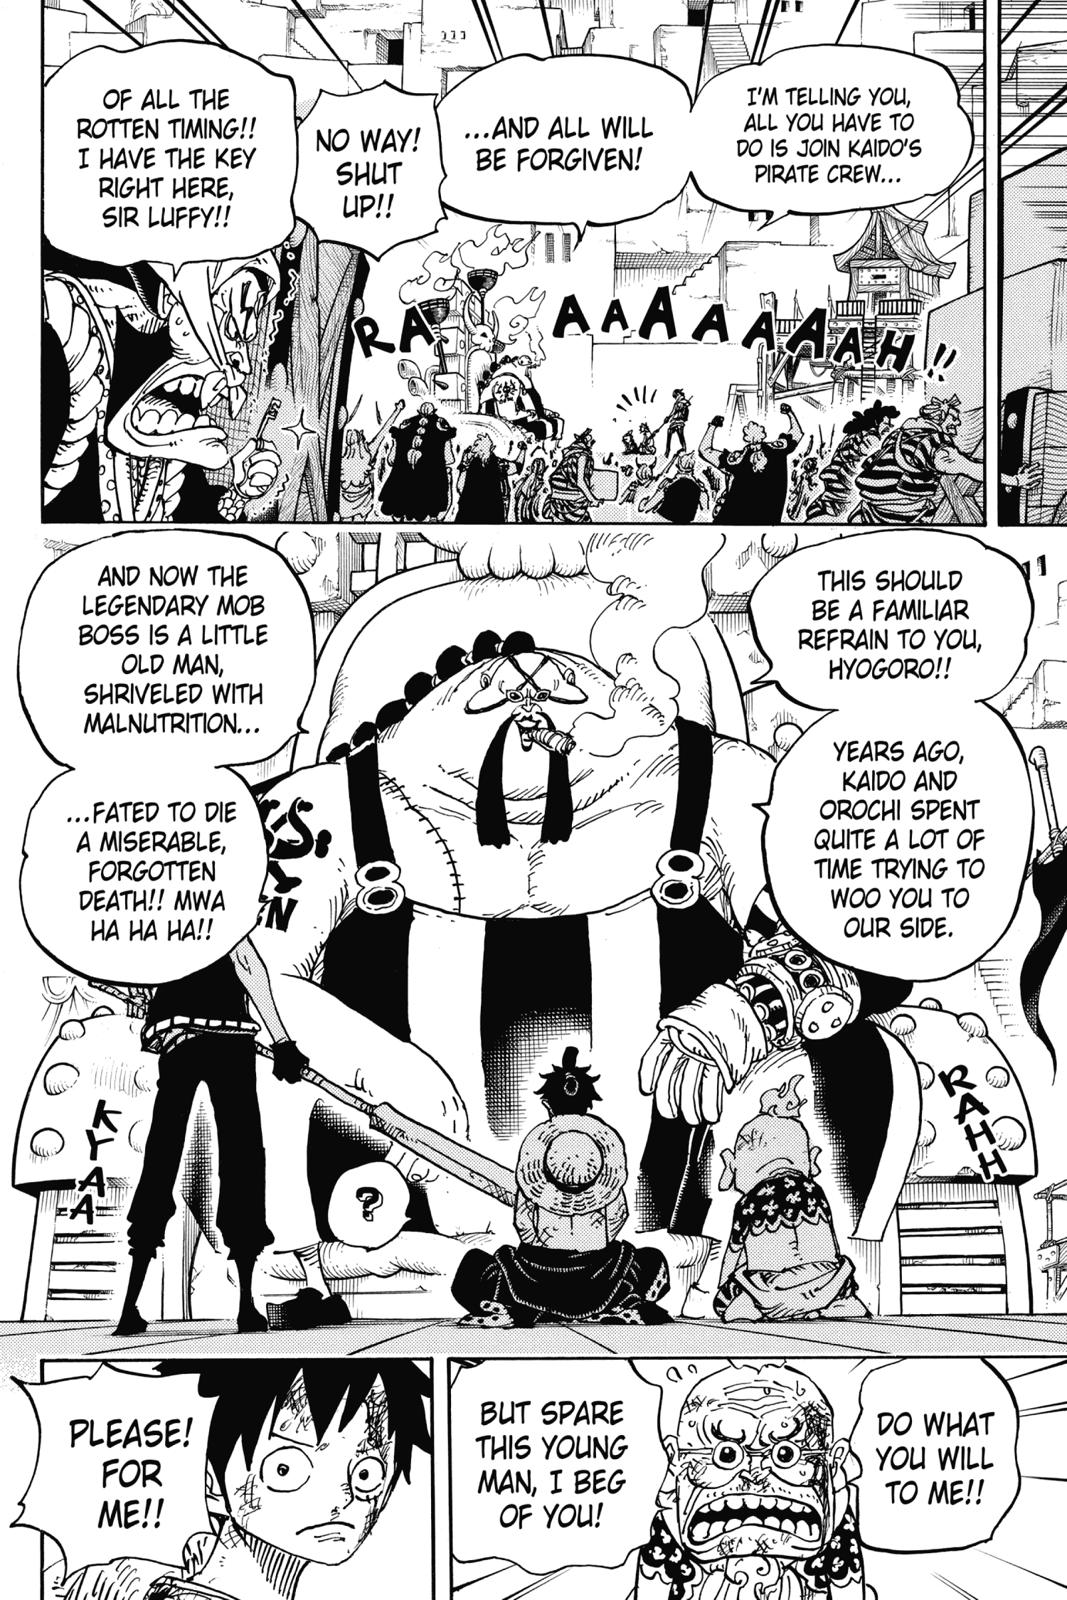 I'M TELLING YOU,
ALL YOU HAVE TO
DO IS JOIN KAIDO'S
PIRATE CREW...
...AND ALL WILL
BE FORGIVEN!
NO WAY!
SHUT
UP!!
OF ALL THE
ROTTEN TIMING!!
I HAVE THE KEY
RIGHT HERE,
SIR LUFFY!!
RA AAAAAAAAH!!
THIS SHOULD
BE A FAMILIAR
REFRAIN TO YOU,
HYOGORO!!
YEARS AGO,
KAIDO AND
OROCHI SPENT
QUITE A LOT OF
TIME TRYING TO
WOO YOU TO
OUR SIDE.
AND NOW THE
LEGENDARY MOB
BOSS IS A LITTLE
OLD MAN,
SHRIVELED WITH
MALNUTRITION...
...FATED TO DIE
A MISERABLE,
FORGOTTEN
DEATH!! MWA
HA HA HA!!
RAHH
KYAA
?
DO WHAT
YOU WILL
TO ME!!
BUT SPARE
THIS YOUNG
MAN, I BEG
OF YOU!
PLEASE!
FOR
ME!!